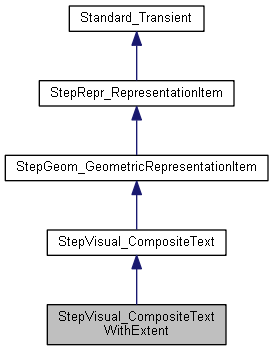 Standard_Transient
StepRepr_RepresentationItem
StepGeom_GeometricRepresentationItem
StepVisual_CompositeText
StepVisual_CompositeText
WithExtent